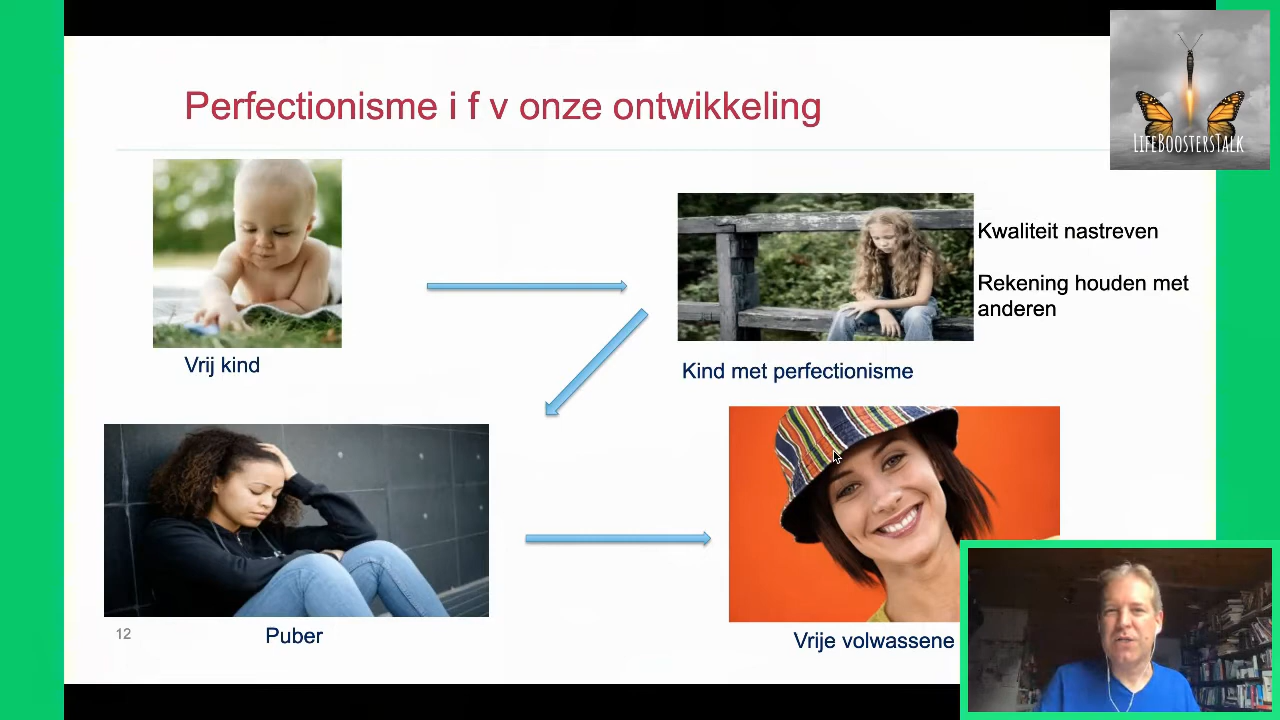 Perfectionisme i f v onze ontwikkeling
LIFEBOOSTERSTALK
Kwaliteit nastreven
Rekening houden met
anderen
Vrij kind
Kind met perfectionisme
12
Puber
Vrije volwassene